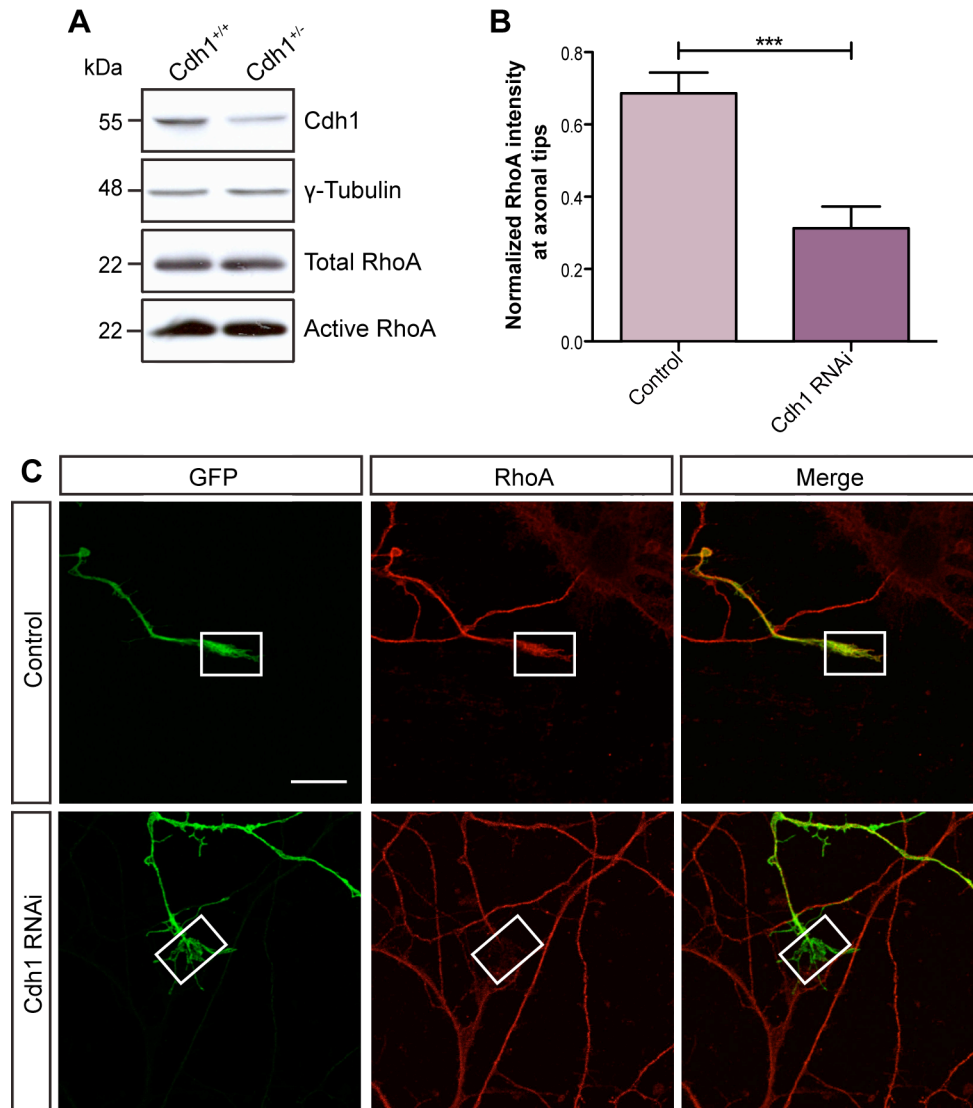 A
kDa
Cdh1+/+
Cdh1+/-
55
Cdh1
48
γ-Tubulin
22
Total RhoA
22
Active RhoA
B
***
Normalized RhoA intensity
at axonal tips
0.8
0.6
0.4
0.2
0.0
Control
Cdh1 RNAi
C
GFP
RhoA
Merge
Control
Cdh1 RNAi